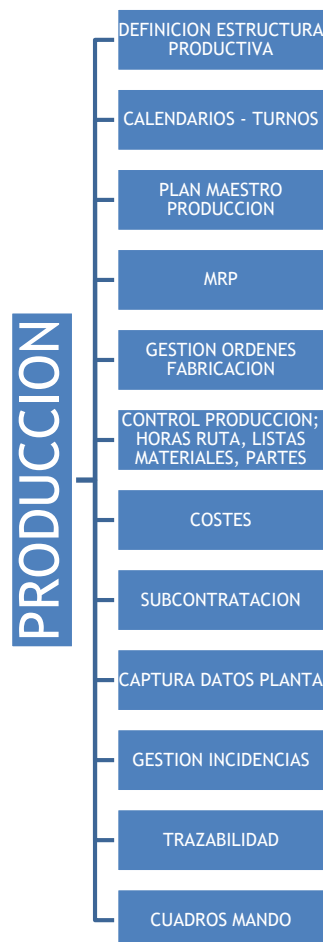 PRODUCCION
DEFINICION ESTRUCTURA
PRODUCTIVA
CALENDARIOS - TURNOS
PLAN MAESTRO
PRODUCCION
MRP
GESTION ORDENES
FABRICACION
CONTROL PRODUCCION;
HORAS RUTA, LISTAS
MATERIALES, PARTES
COSTES
SUBCONTRATACION
CAPTURA DATOS PLANTA
GESTION INCIDENCIAS
TRAZABILIDAD
CUADROS MANDO